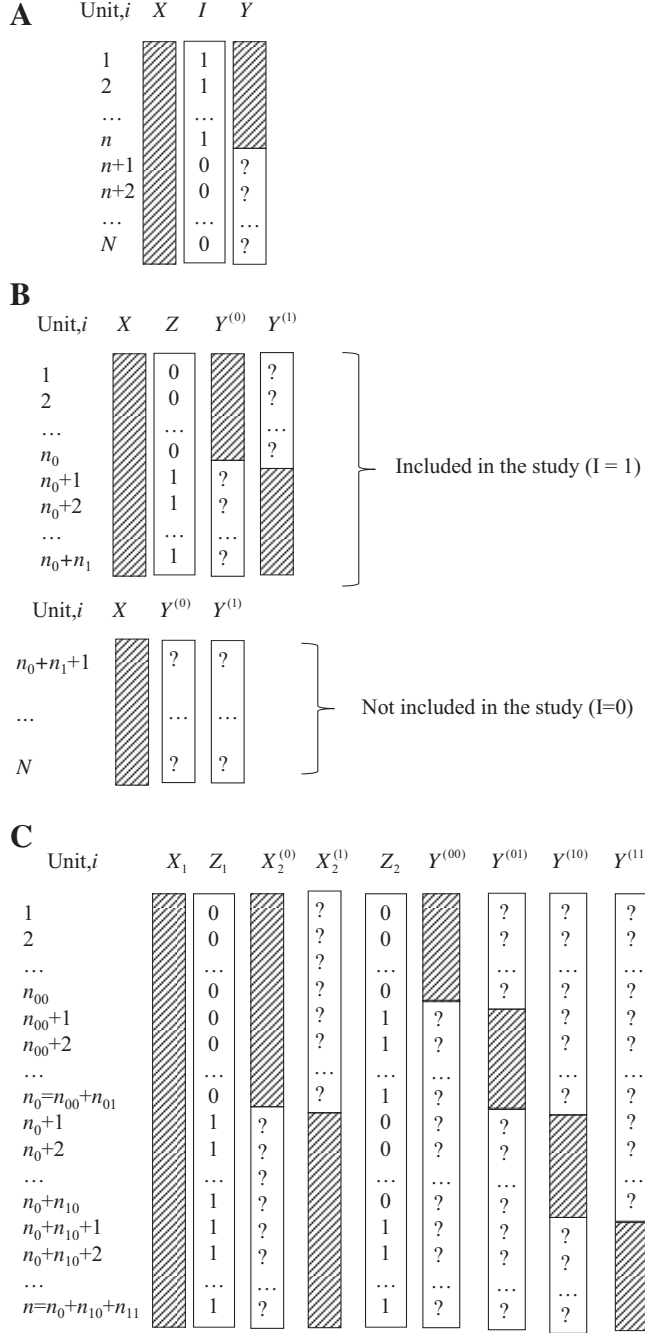 A
Unit,i X I Y
1 1
2 1
… …
n 1
n+1 0 ?
n+2 0 ?
… … …
N 0 ?
B
Unit,i X Z Y(0) Y(1)
1 0 ?
2 0 ?
… … …
n0 0 ?
n0+1 1 ?
n0+2 1 ?
… … …
n0+n1 1 ?
Included in the study (I = 1)
Unit,i X Y(0) Y(1)
n0+n1+1 ? ?
… … …
N ? ?
Not included in the study (I=0)
C
Unit,i X1 Z1 X2(0) X2(1) Z2 Y(00) Y(01) Y(10) Y(11)
1 0 ? 0 ? ? ?
2 0 ? 0 ? ? ?
… … ? … … … …
n00 0 ? 0 ? ? ?
n00+1 0 ? 1 ? ? ?
n00+2 0 ? 1 ? ? ?
… … … … … … …
n0=n00+n01 0 ? 1 ? ? ?
n0+1 1 ? 0 ? ? ?
n0+2 1 ? 0 ? ? ?
… … ? … … … …
n0+n10 1 ? 0 ? ? ?
n0+n10+1 1 ? 1 ? ? ?
n0+n10+2 1 ? 1 ? ? ?
… … … … … … …
n=n0+n10+n11 1 ? 1 ? ? ?